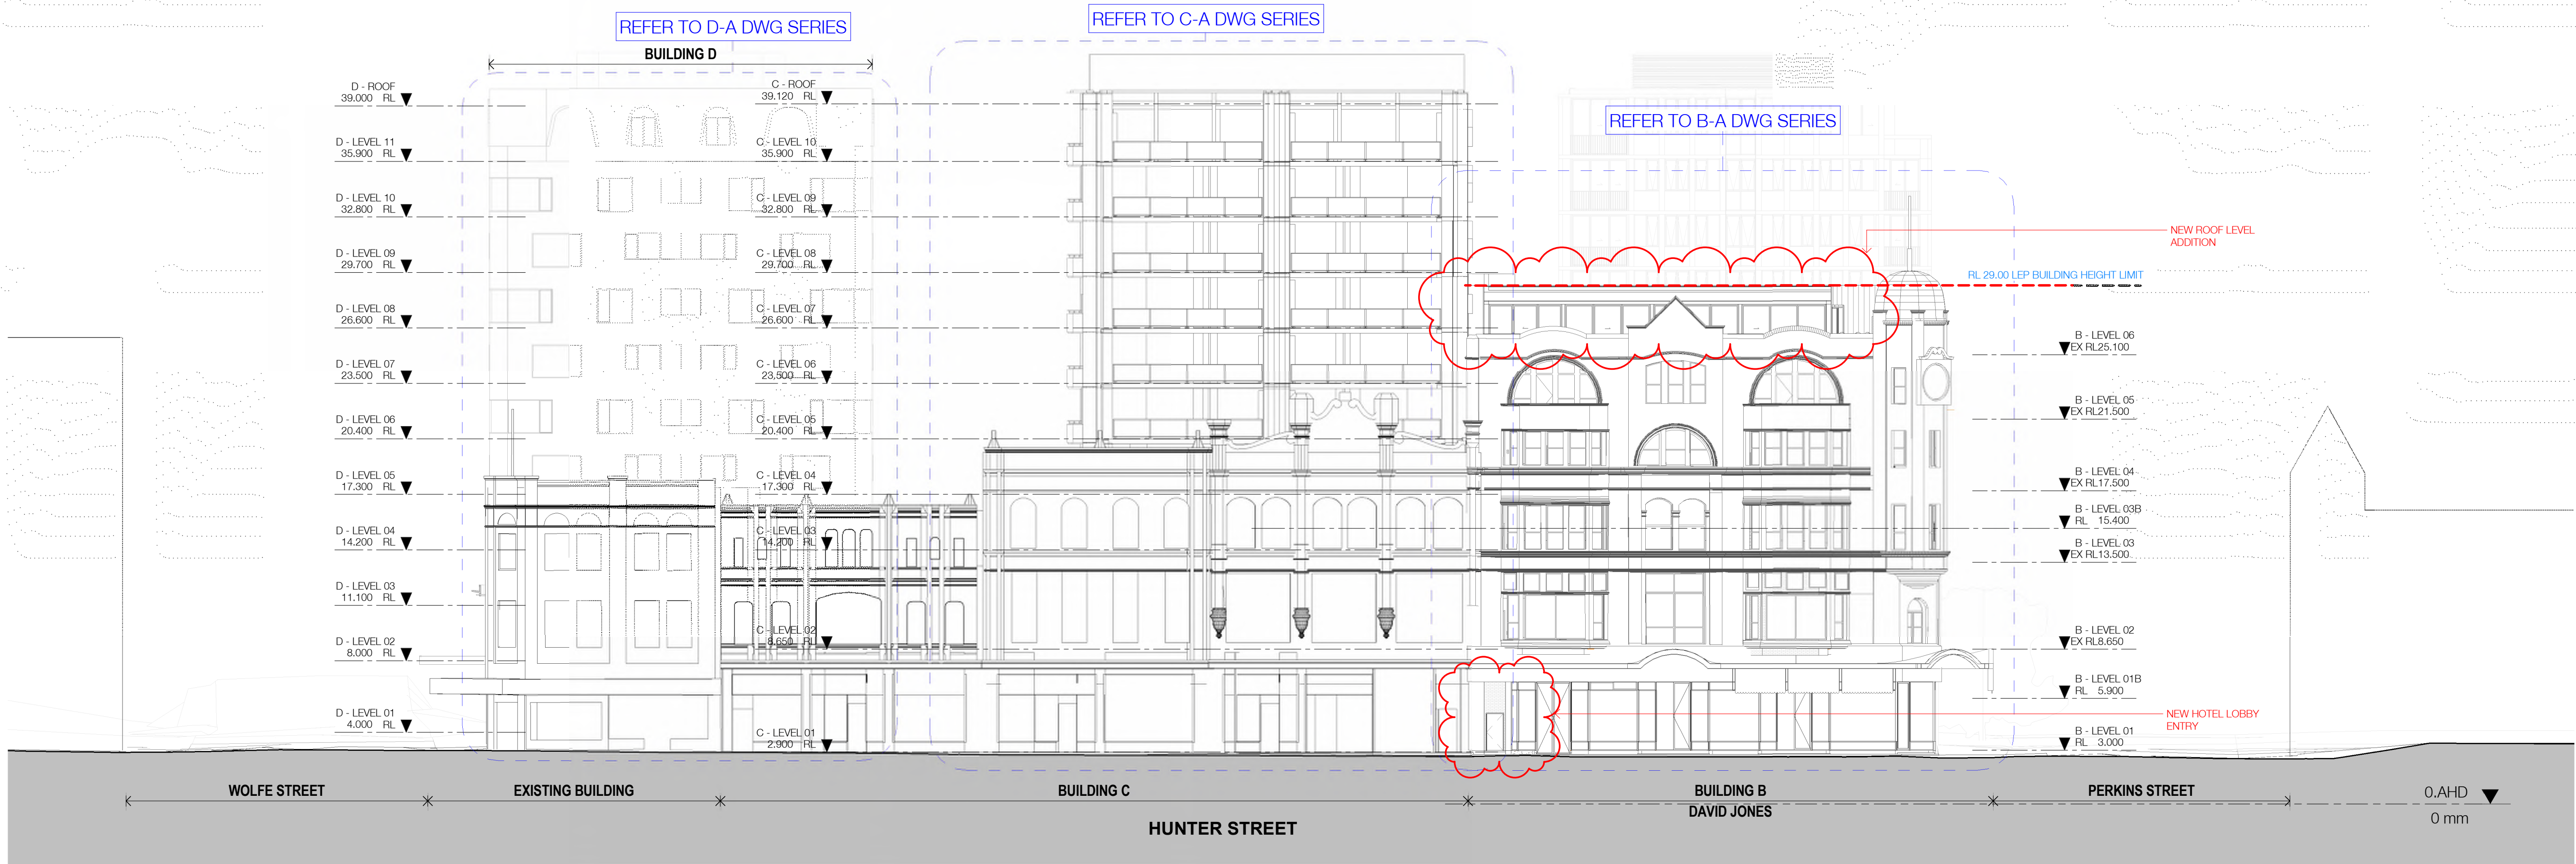 REFER TO D-A DWG SERIES
REFER TO C-A DWG SERIES
REFER TO B-A DWG SERIES
BUILDING D
D - ROOF
39.000 RL
D - LEVEL 11
35.900 RL
D - LEVEL 10
32.800 RL
D - LEVEL 09
29.700 RL
D - LEVEL 08
26.600 RL
D - LEVEL 07
23.500 RL
D - LEVEL 06
20.400 RL
D - LEVEL 05
17.300 RL
D - LEVEL 04
14.200 RL
D - LEVEL 03
11.100 RL
D - LEVEL 02
8.000 RL
D - LEVEL 01
4.000 RL
C - ROOF
39.120 RL
C - LEVEL 10
35.900 RL
C - LEVEL 09
32.800 RL
C - LEVEL 08
29.700 RL
C - LEVEL 07
26.600 RL
C - LEVEL 06
23.500 RL
C - LEVEL 05
20.400 RL
C - LEVEL 04
17.300 RL
C - LEVEL 03
14.200 RL
C - LEVEL 02
8.650 RL
C - LEVEL 01
2.900 RL
NEW ROOF LEVEL
ADDITION
RL 29.00 LEP BUILDING HEIGHT LIMIT
B - LEVEL 06
EX RL25.100
B - LEVEL 05
EX RL21.500
B - LEVEL 04
EX RL17.500
B - LEVEL 03B
RL 15.400
B - LEVEL 03
EX RL13.500
B - LEVEL 02
EX RL8.650
B - LEVEL 01B
RL 5.900
NEW HOTEL LOBBY
ENTRY
B - LEVEL 01
RL 3.000
WOLFE STREET
EXISTING BUILDING
BUILDING C
BUILDING B
DAVID JONES
PERKINS STREET
0.AHD
0 mm
HUNTER STREET